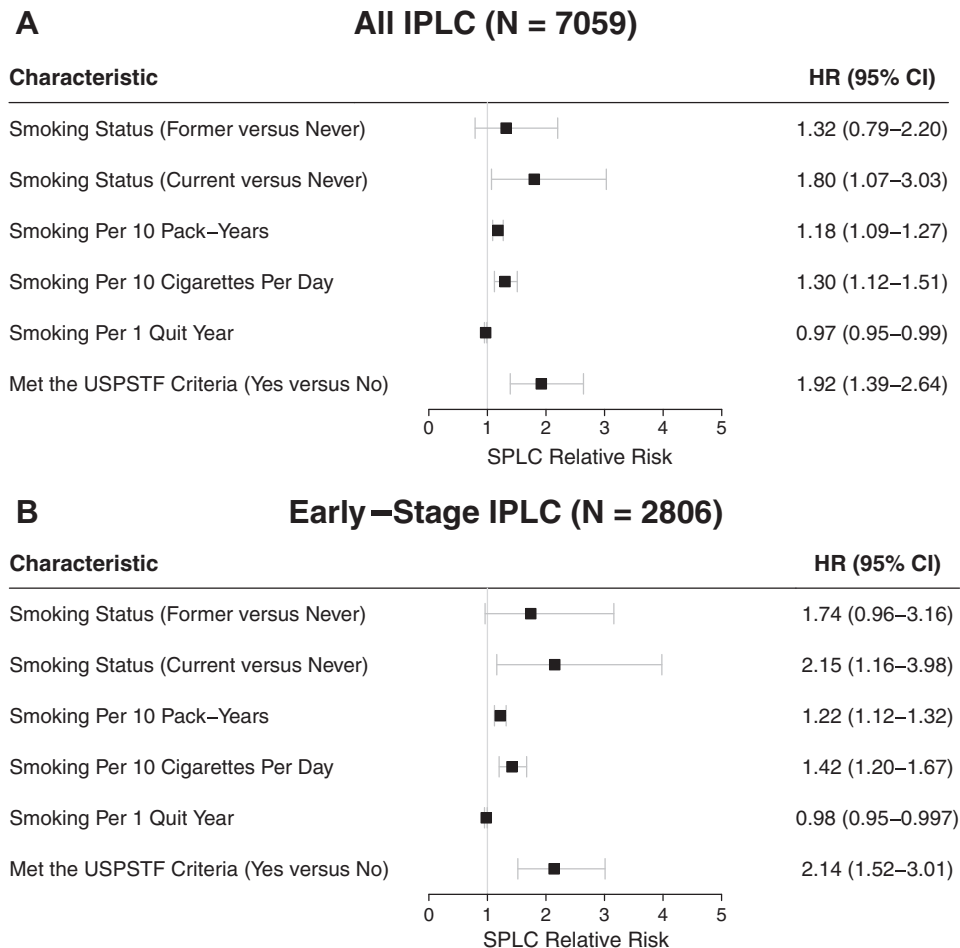 A All IPLC (N = 7059)
Characteristic HR (95% CI)
Smoking Status (Former versus Never) 1.32 (0.79–2.20)
Smoking Status (Current versus Never) 1.80 (1.07–3.03)
Smoking Per 10 Pack–Years 1.18 (1.09–1.27)
Smoking Per 10 Cigarettes Per Day 1.30 (1.12–1.51)
Smoking Per 1 Quit Year 0.97 (0.95–0.99)
Met the USPSTF Criteria (Yes versus No) 1.92 (1.39–2.64)
0 1 2 3 4 5
SPLC Relative Risk
B Early–Stage IPLC (N = 2806)
Characteristic HR (95% CI)
Smoking Status (Former versus Never) 1.74 (0.96–3.16)
Smoking Status (Current versus Never) 2.15 (1.16–3.98)
Smoking Per 10 Pack–Years 1.22 (1.12–1.32)
Smoking Per 10 Cigarettes Per Day 1.42 (1.20–1.67)
Smoking Per 1 Quit Year 0.98 (0.95–0.997)
Met the USPSTF Criteria (Yes versus No) 2.14 (1.52–3.01)
0 1 2 3 4 5
SPLC Relative Risk